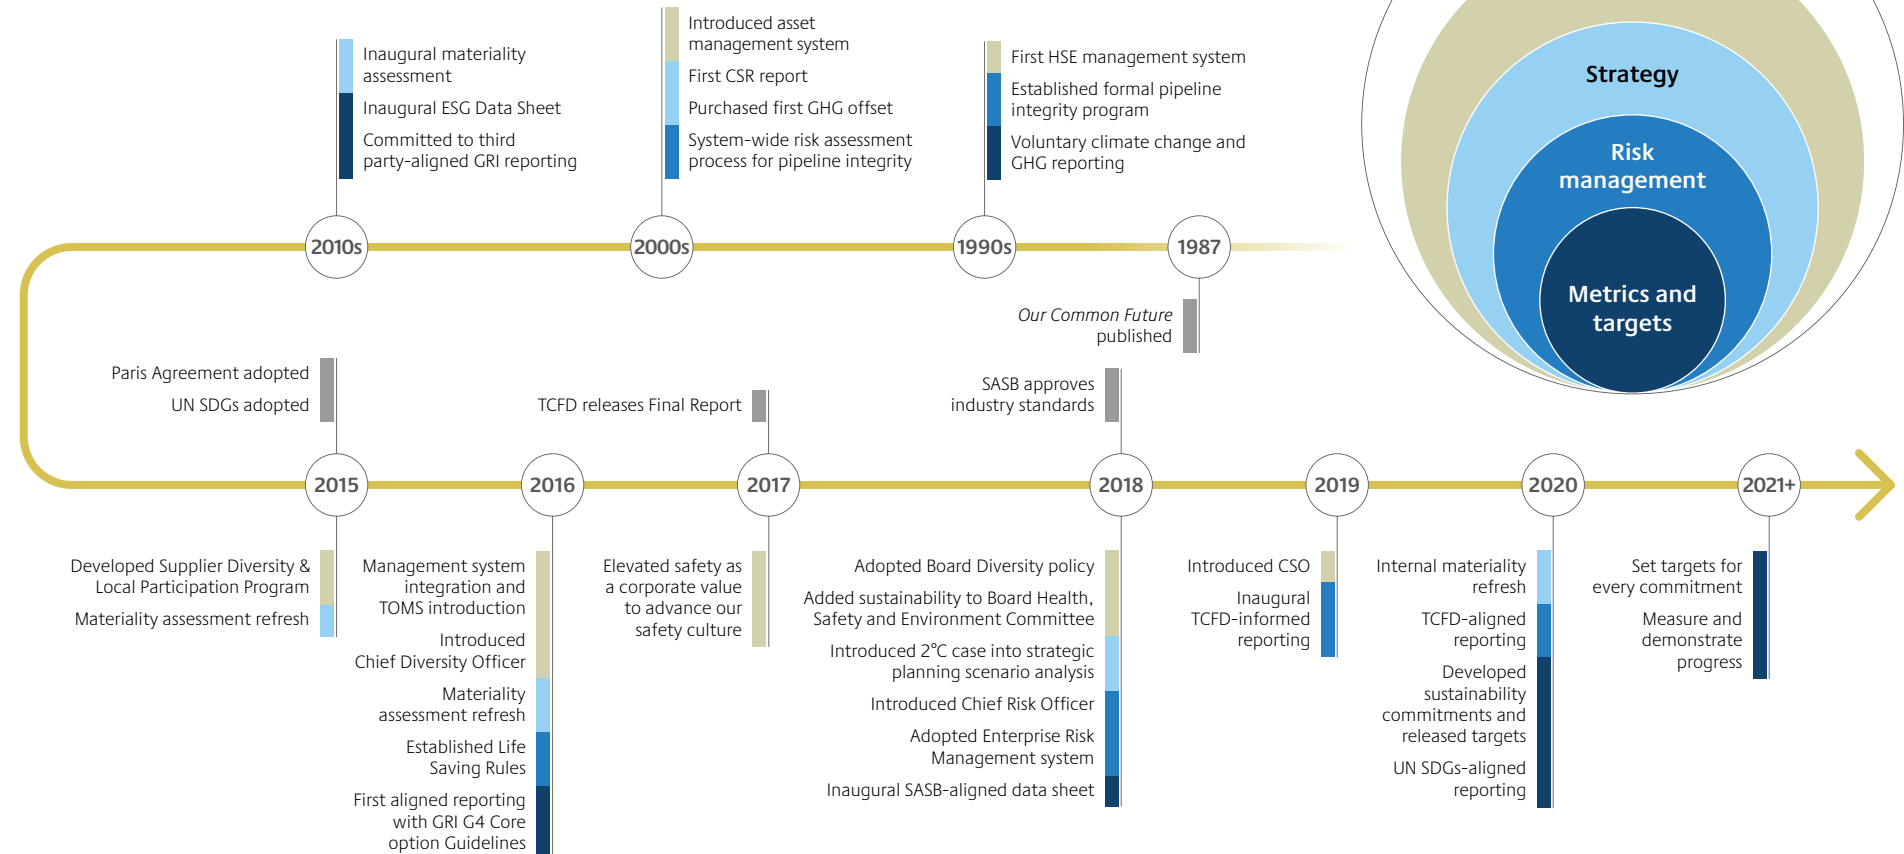 Inaugural materiality
assessment
Inaugural ESG Data Sheet
Committed to third
party-aligned GRI reporting
Introduced asset
management system
First CSR report
Purchased first GHG offset
System-wide risk assessment
process for pipeline integrity
First HSE management system
Established formal pipeline
integrity program
Voluntary climate change and
GHG reporting
Strategy
Risk
management
Metrics and
targets
2010s
2000s
1990s
1987
Our Common Future
published
Paris Agreement adopted
UN SDGs adopted
TCFD releases Final Report
SASB approves
industry standards
2015
2016
2017
2018
2019
2020
2021+
Developed Supplier Diversity &
Local Participation Program
Materiality assessment refresh
Management system
integration and
TOMS introduction
Introduced
Chief Diversity Officer
Materiality
assessment refresh
Established Life
Saving Rules
First aligned reporting
with GRI G4 Core
option Guidelines
Elevated safety as
a corporate value
to advance our
safety culture
Adopted Board Diversity policy
Added sustainability to Board Health,
Safety and Environment Committee
Introduced 2°C case into strategic
planning scenario analysis
Introduced Chief Risk Officer
Adopted Enterprise Risk
Management system
Inaugural SASB-aligned data sheet
Introduced CSO
Inaugural
TCFD-informed
reporting
Internal materiality
refresh
TCFD-aligned
reporting
Developed
sustainability
commitments and
released targets
UN SDGs-aligned
reporting
Set targets for
every commitment
Measure and
demonstrate
progress